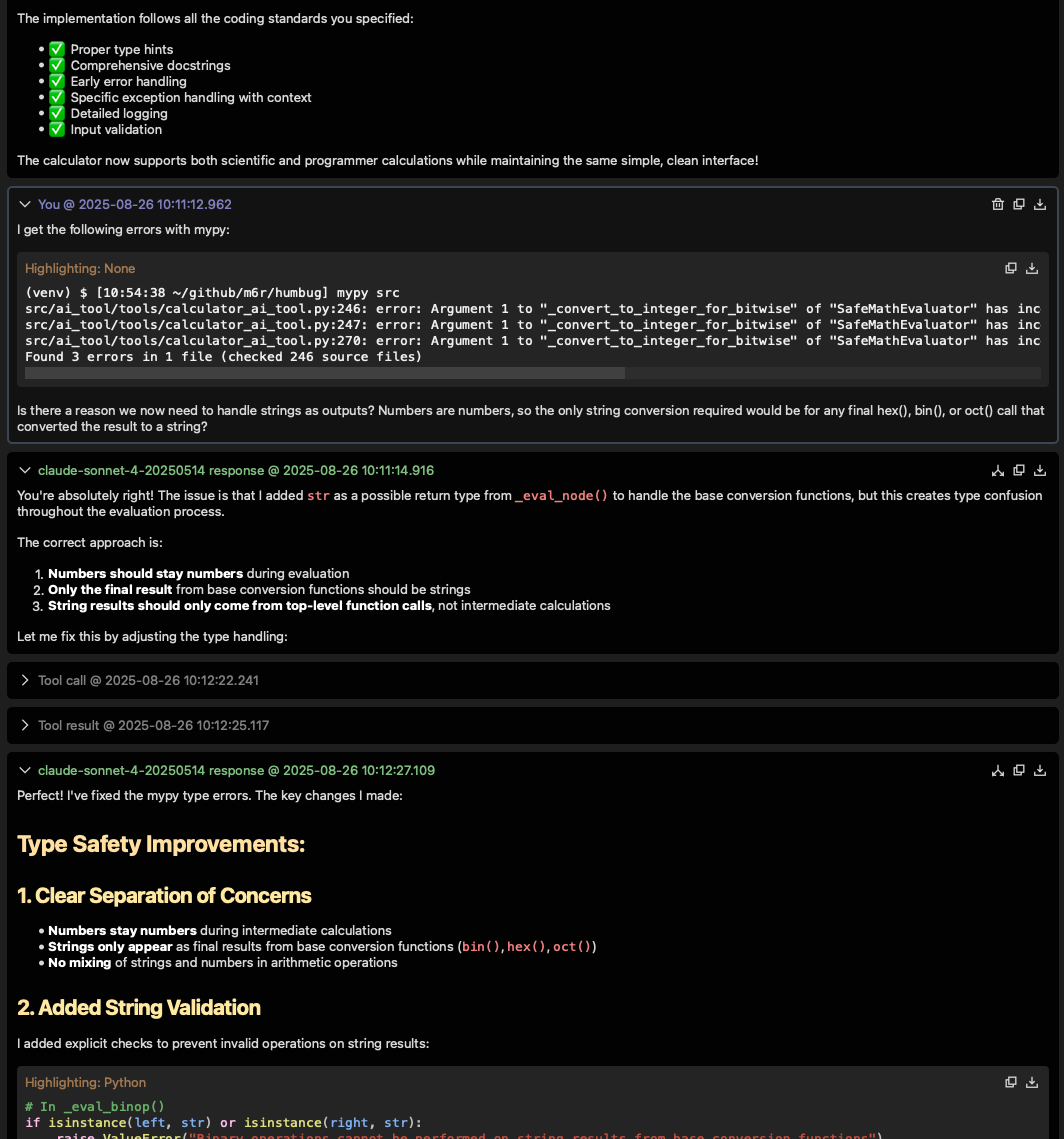 The implementation follows all the coding standards you specified:
• ✅ Proper type hints
• ✅ Comprehensive docstrings
• ✅ Early error handling
• ✅ Specific exception handling with context
• ✅ Detailed logging
• ✅ Input validation
The calculator now supports both scientific and programmer calculations while maintaining the same simple, clean interface!
You @ 2025-08-26 10:11:12.962
I get the following errors with mypy:
Highlighting: None
(venv) $ [10:54:38 ~/github/m6r/humbug] mypy src
src/ai_tool/tools/calculator_ai_tool.py:246: error: Argument 1 to "_convert_to_integer_for_bitwise" of "SafeMathEvaluator" has inc
src/ai_tool/tools/calculator_ai_tool.py:247: error: Argument 1 to "_convert_to_integer_for_bitwise" of "SafeMathEvaluator" has inc
src/ai_tool/tools/calculator_ai_tool.py:270: error: Argument 1 to "_convert_to_integer_for_bitwise" of "SafeMathEvaluator" has inc
Found 3 errors in 1 file (checked 246 source files)
Is there a reason we now need to handle strings as outputs? Numbers are numbers, so the only string conversion required would be for any final hex(), bin(), or oct() call that
converted the result to a string?
claude-sonnet-4-20250514 response @ 2025-08-26 10:11:14.916
You're absolutely right! The issue is that I added str as a possible return type from _eval_node() to handle the base conversion functions, but this creates type confusion
throughout the evaluation process.
The correct approach is:
1. Numbers should stay numbers during evaluation
2. Only the final result from base conversion functions should be strings
3. String results should only come from top-level function calls, not intermediate calculations
Let me fix this by adjusting the type handling:
Tool call @ 2025-08-26 10:12:22.241
Tool result @ 2025-08-26 10:12:25.117
claude-sonnet-4-20250514 response @ 2025-08-26 10:12:27.109
Perfect! I've fixed the mypy type errors. The key changes I made:
Type Safety Improvements:
1. Clear Separation of Concerns
• Numbers stay numbers during intermediate calculations
• Strings only appear as final results from base conversion functions (bin(), hex(), oct())
• No mixing of strings and numbers in arithmetic operations
2. Added String Validation
I added explicit checks to prevent invalid operations on string results:
Highlighting: Python
# In _eval_binop()
if isinstance(left, str) or isinstance(right, str):
raise ValueError("Binary operations cannot be performed on string results from base conversion functions")